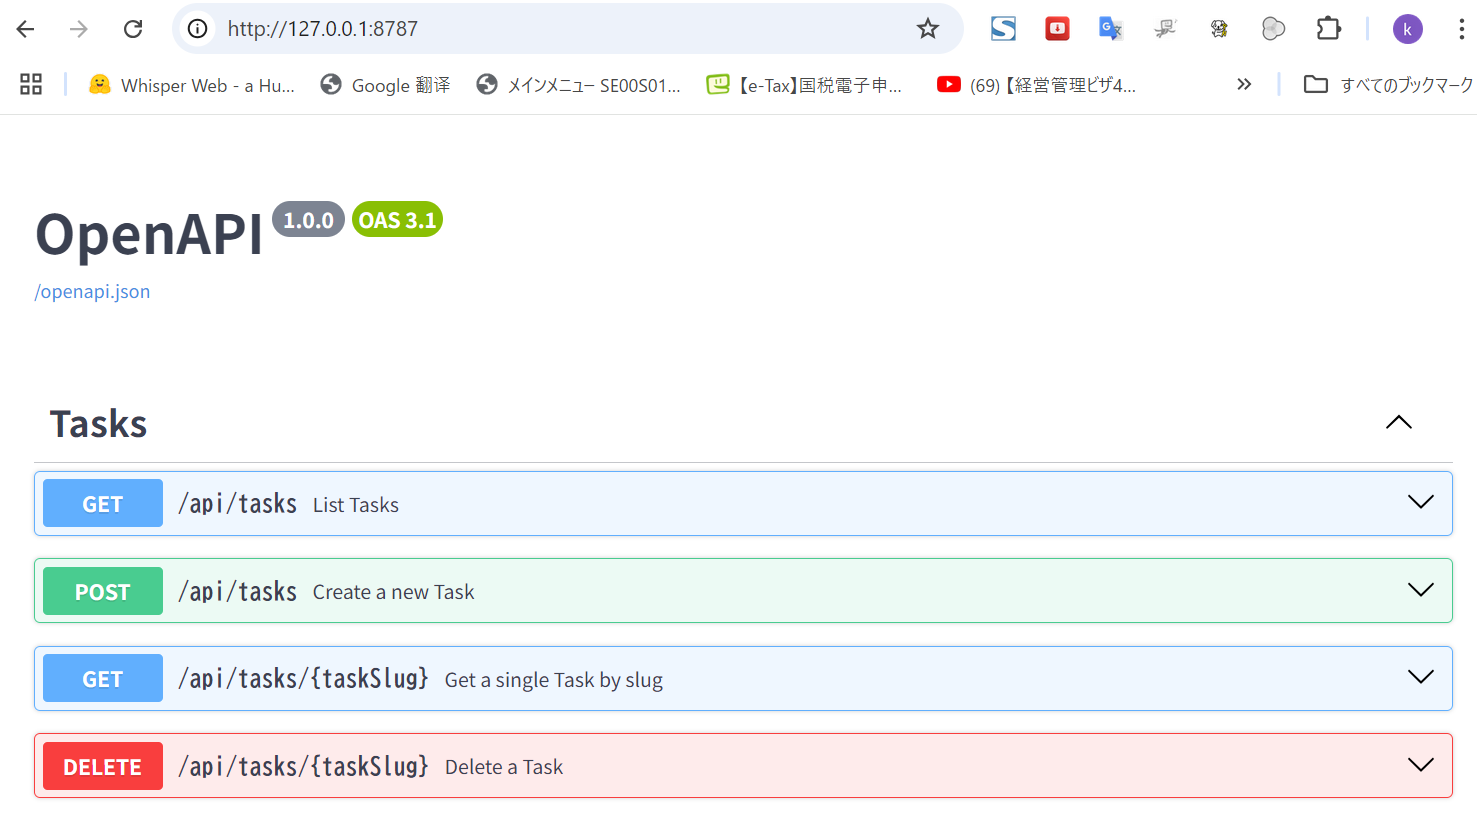 http://127.0.0.1:8787
k
Whisper Web - a Hu... Google 翻译 メインメニュー SE00S01... 【e-Tax】国税電子申... (69)【経営管理ビザ4... » すべてのブックマーク
OpenAPI 1.0.0 OAS 3.1
/openapi.json
Tasks
GET /api/tasks List Tasks
POST /api/tasks Create a new Task
GET /api/tasks/{taskSlug} Get a single Task by slug
DELETE /api/tasks/{taskSlug} Delete a Task